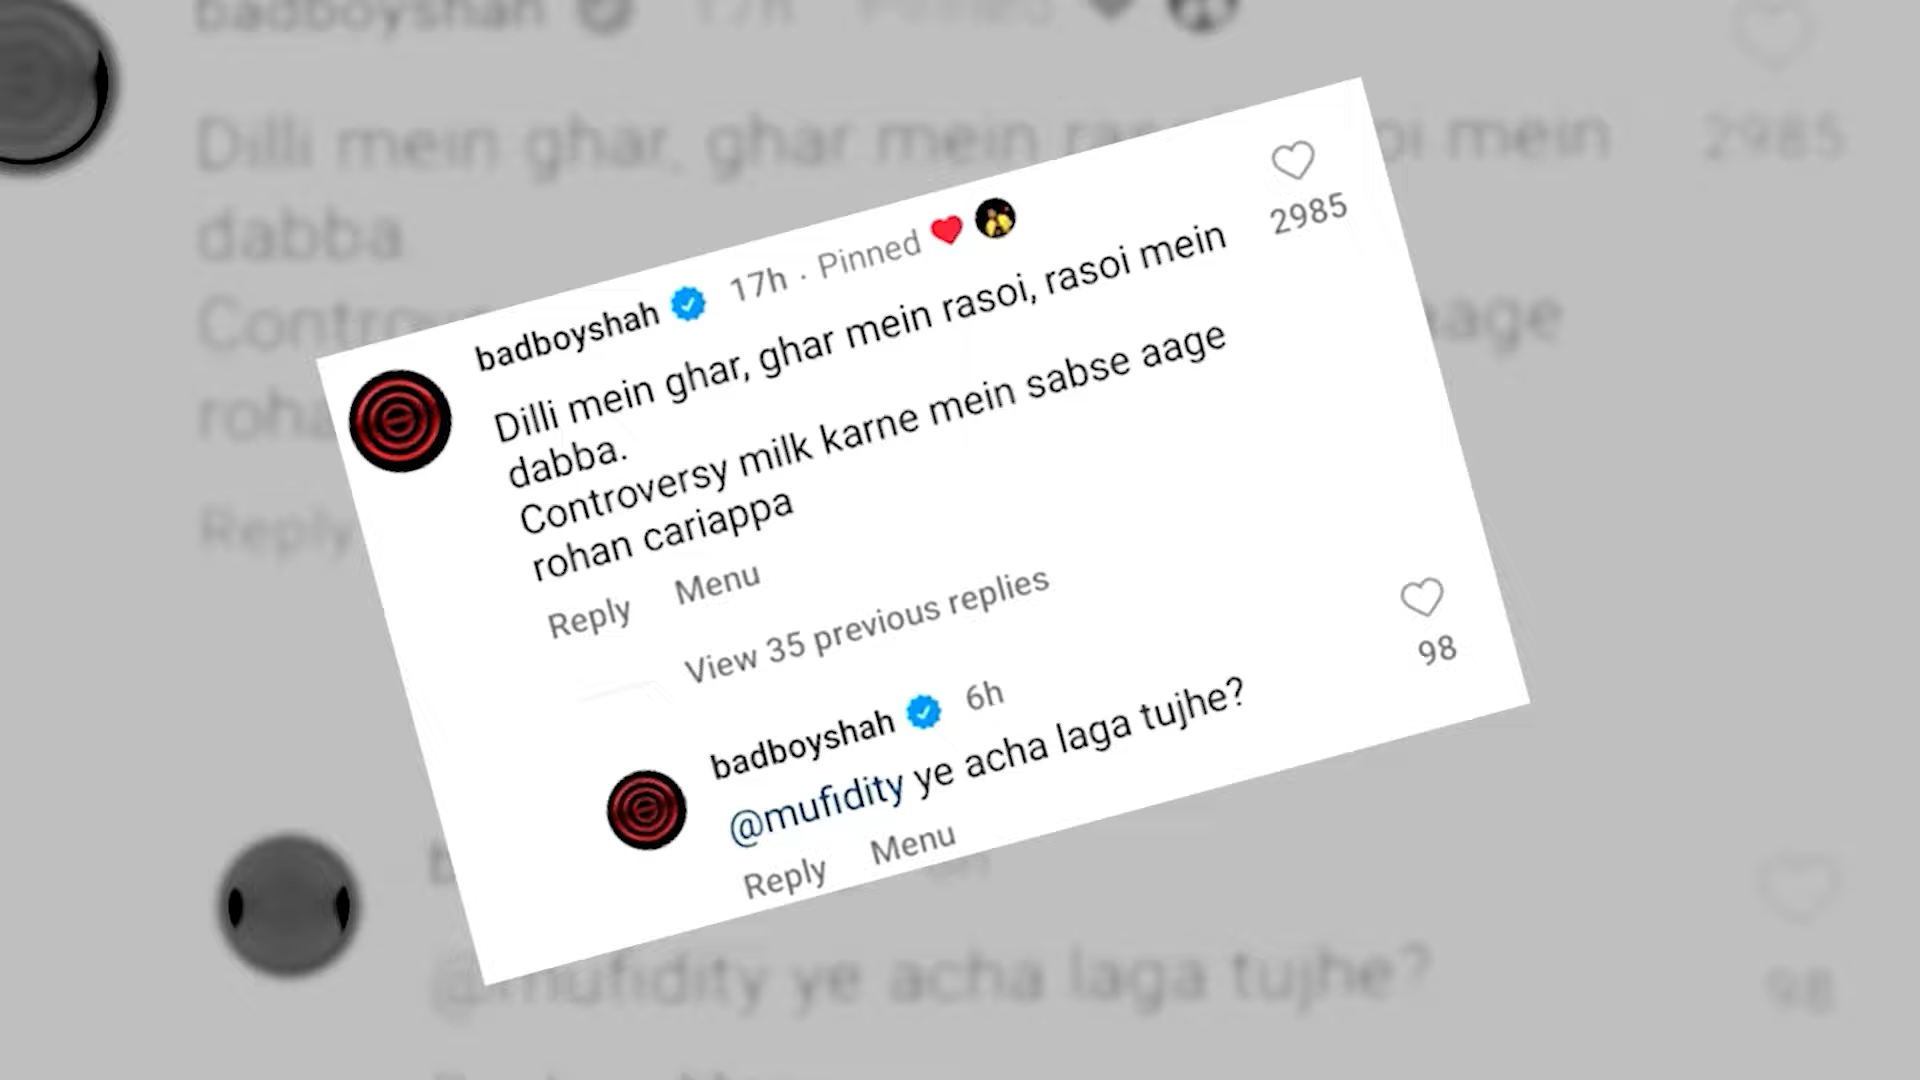 badboyshah 17h · Pinned
2985
Dilli mein ghar, ghar mein rasoi, rasoi mein
dabba.
Controversy milk karne mein sabse aage
rohan cariappa
Reply Menu
View 35 previous replies
badboyshah 6h
98
@mufidity ye acha laga tujhe?
Reply Menu